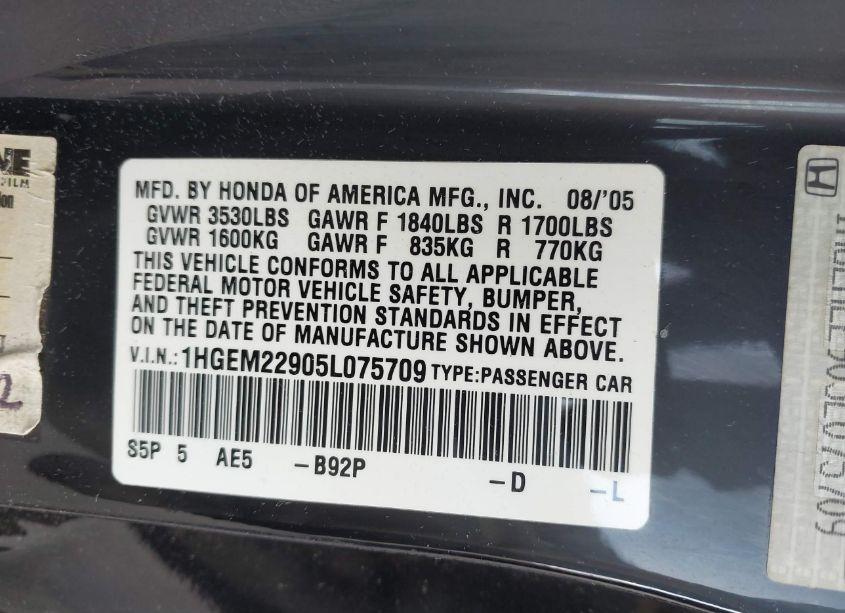 NE
FILM
MFD. BY HONDA OF AMERICA MFG., INC. 08/'05
GVWR 3530LBS GAWR F 1840LBS R 1700LBS
GVWR 1600KG GAWR F 835KG R 770KG
THIS VEHICLE CONFORMS TO ALL APPLICABLE
FEDERAL MOTOR VEHICLE SAFETY, BUMPER,
AND THEFT PREVENTION STANDARDS IN EFFECT
ON THE DATE OF MANUFACTURE SHOWN ABOVE.
V.I.N.: 1HGEM22905L075709 TYPE:PASSENGER CAR
S5P 5 AE5 -B92P -D -L